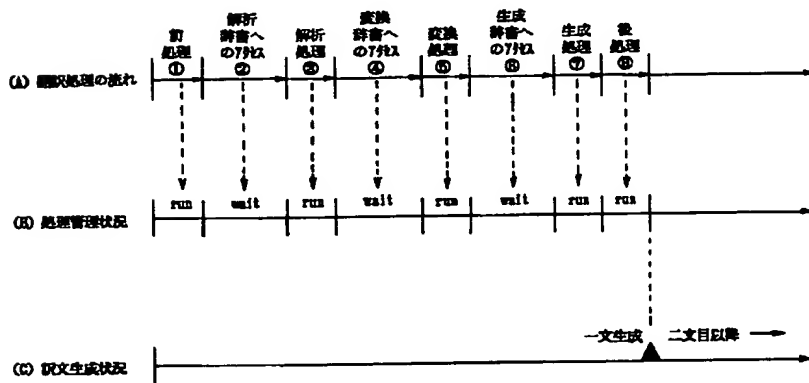 前処理①
解析辞書へのアクセス②
解析処理③
変換辞書へのアクセス④
変換処理⑤
生成辞書へのアクセス⑥
生成処理⑦
後処理⑧
(A) 翻訳処理の流れ
run wait run wait run wait run run
(B) 処理管理状況
一文生成 二文目以降
(C) 訳文生成状況